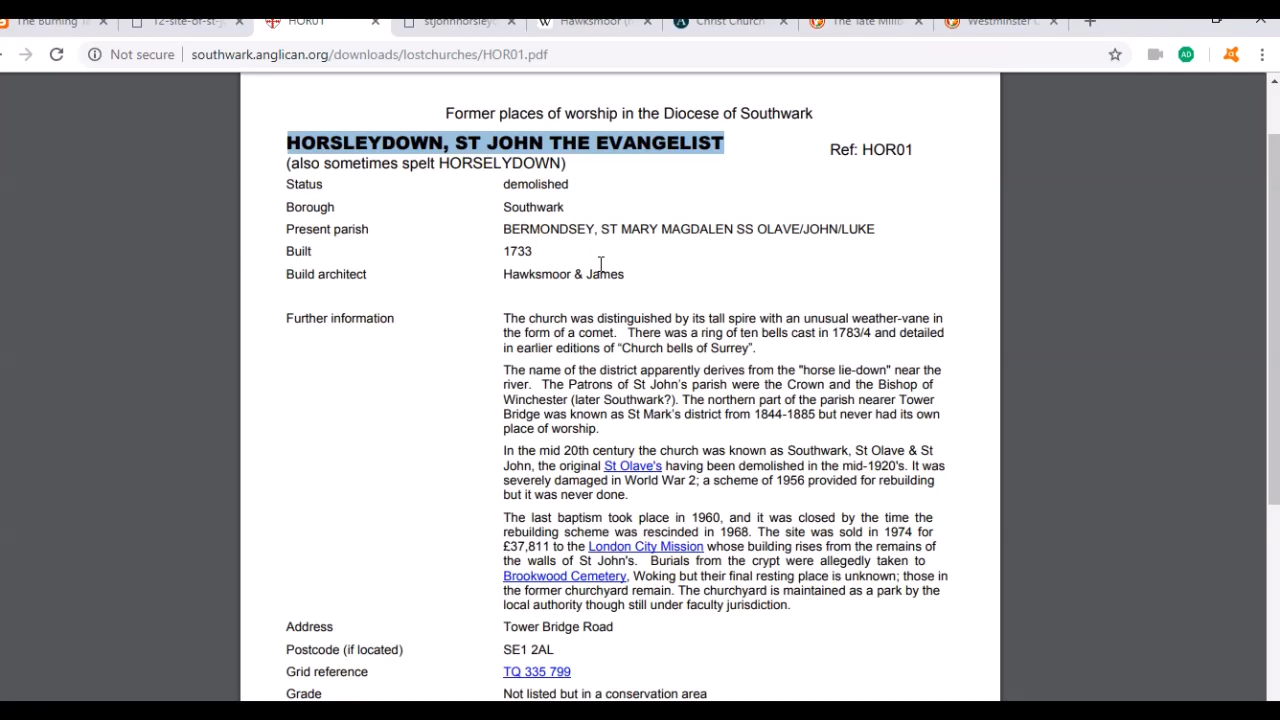 The Burning
12-site-of-st-j
HOR01
stjohnhorsley
Hawksmoor
Christ Church
The Tate Millb
Westminster C
Not secure | southwark.anglican.org/downloads/lostchurches/HOR01.pdf
Former places of worship in the Diocese of Southwark
HORSLEYDOWN, ST JOHN THE EVANGELIST
Ref: HOR01
(also sometimes spelt HORSELYDOWN)
Status demolished
Borough Southwark
Present parish BERMONDSEY, ST MARY MAGDALEN SS OLAVE/JOHN/LUKE
Built 1733
Build architect Hawksmoor & James
Further information The church was distinguished by its tall spire with an unusual weather-vane in
the form of a comet. There was a ring of ten bells cast in 1783/4 and detailed
in earlier editions of “Church bells of Surrey”.
The name of the district apparently derives from the "horse lie-down" near the
river. The Patrons of St John’s parish were the Crown and the Bishop of
Winchester (later Southwark?). The northern part of the parish nearer Tower
Bridge was known as St Mark’s district from 1844-1885 but never had its own
place of worship.
In the mid 20th century the church was known as Southwark, St Olave & St
John, the original St Olave's having been demolished in the mid-1920's. It was
severely damaged in World War 2; a scheme of 1956 provided for rebuilding
but it was never done.
The last baptism took place in 1960, and it was closed by the time the
rebuilding scheme was rescinded in 1968. The site was sold in 1974 for
£37,811 to the London City Mission whose building rises from the remains of
the walls of St John's. Burials from the crypt were allegedly taken to
Brookwood Cemetery, Woking but their final resting place is unknown; those in
the former churchyard remain. The churchyard is maintained as a park by the
local authority though still under faculty jurisdiction.
Address Tower Bridge Road
Postcode (if located) SE1 2AL
Grid reference TQ 335 799
Grade Not listed but in a conservation area